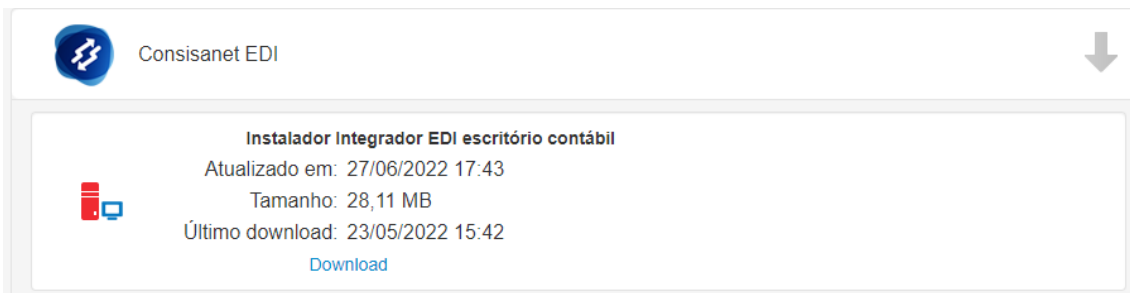 Consisanet EDI
Instalador Integrador EDI escritório contábil
Atualizado em: 27/06/2022 17:43
Tamanho: 28,11 MB
Último download: 23/05/2022 15:42
Download